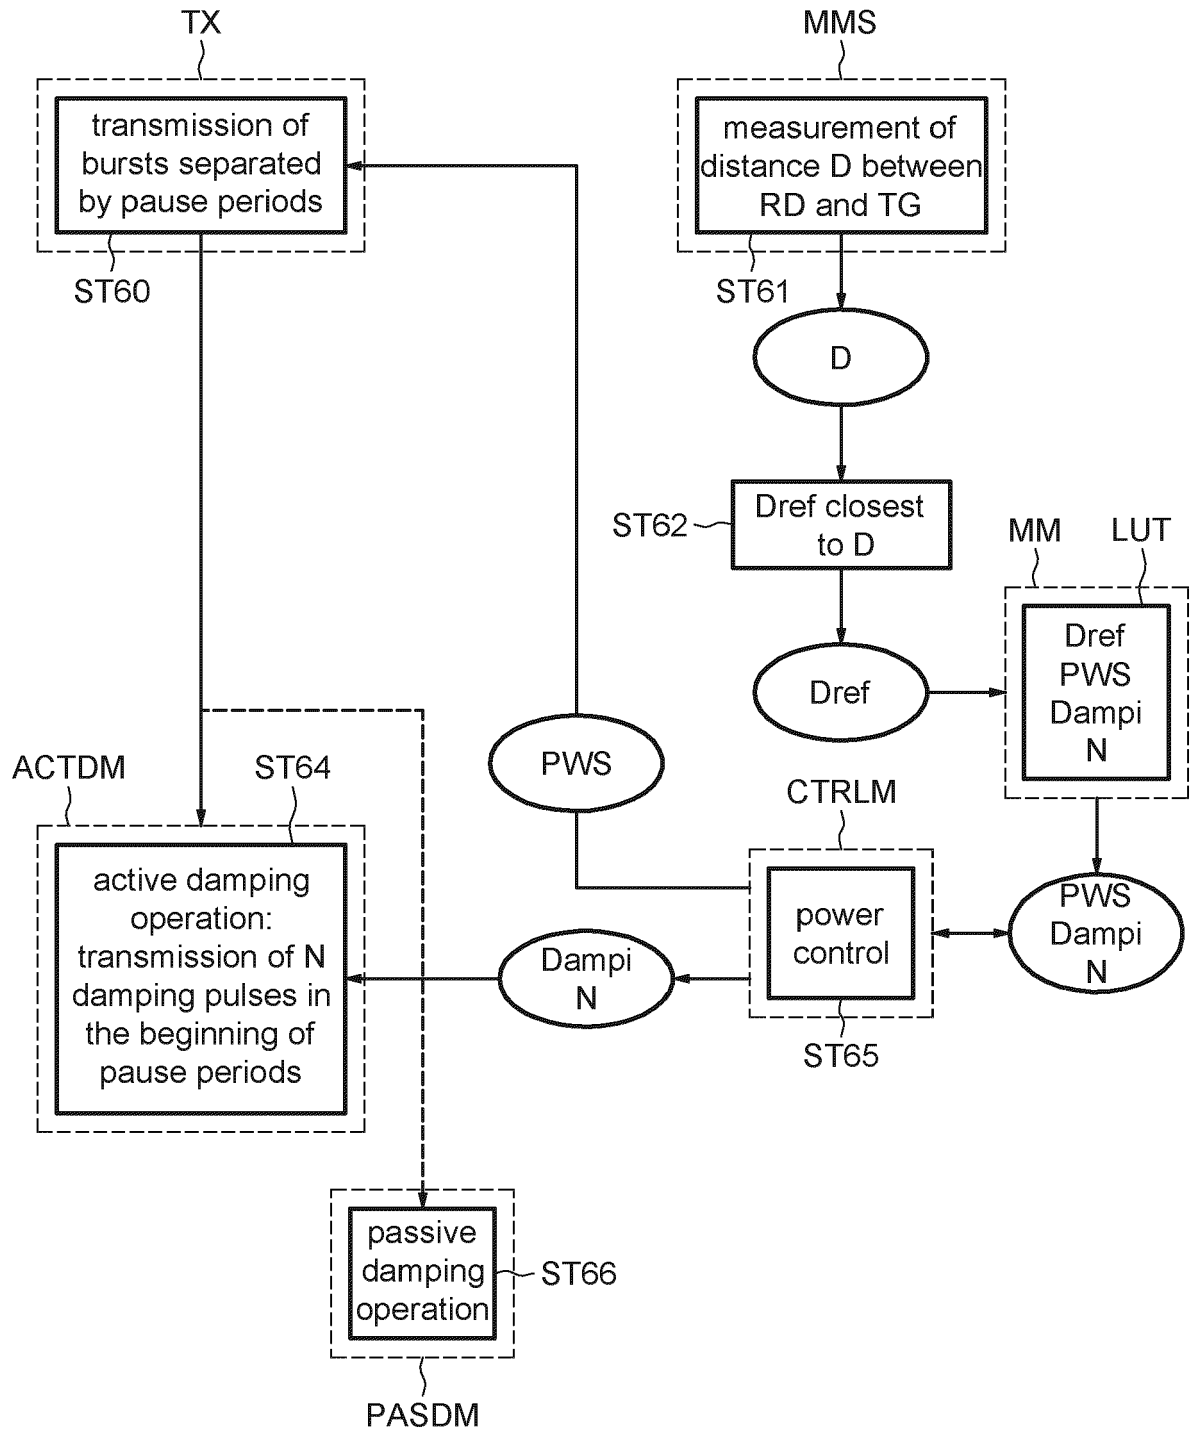 TX
transmission of
bursts separated
by pause periods
ST60
MMS
measurement of
distance D between
RD and TG
ST61
D
ST62
Dref closest
to D
Dref
MM
LUT
Dref
PWS
Dampi
N
PWS
Dampi
N
CTRLM
power
control
ST65
PWS
Dampi
N
ACTDM
ST64
active damping
operation:
transmission of N
damping pulses in
the beginning of
pause periods
passive
damping
operation
ST66
PASDM